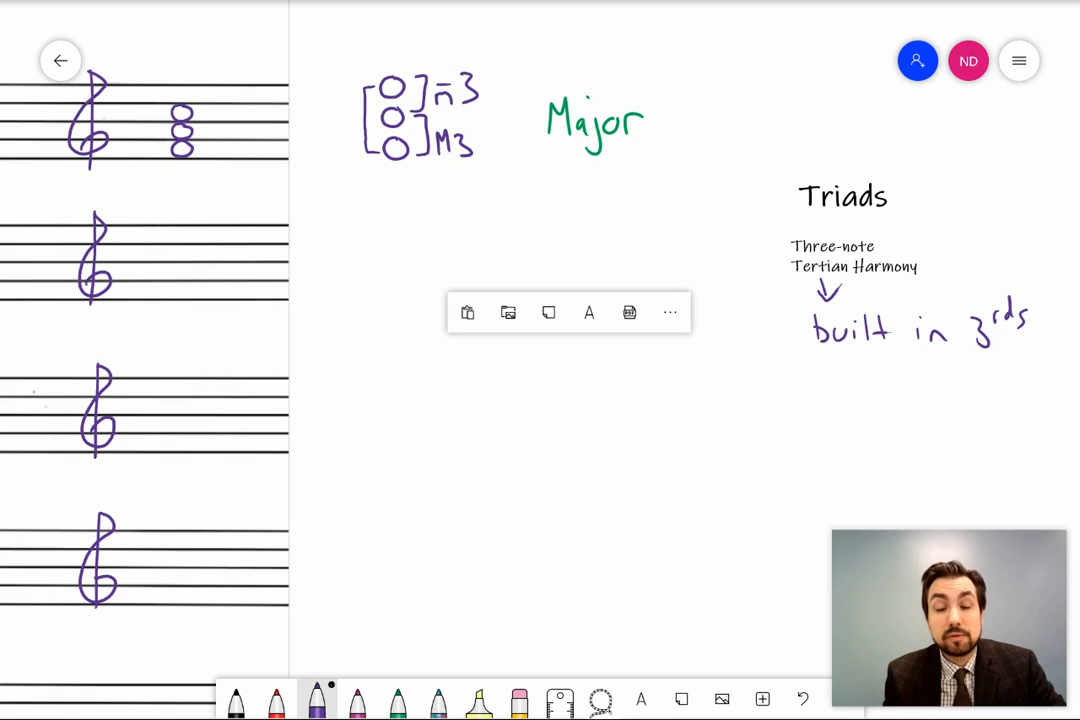 ND
m3
M3
Major
Triads
Three-note
Tertian Harmony
built in 3rds
A
A